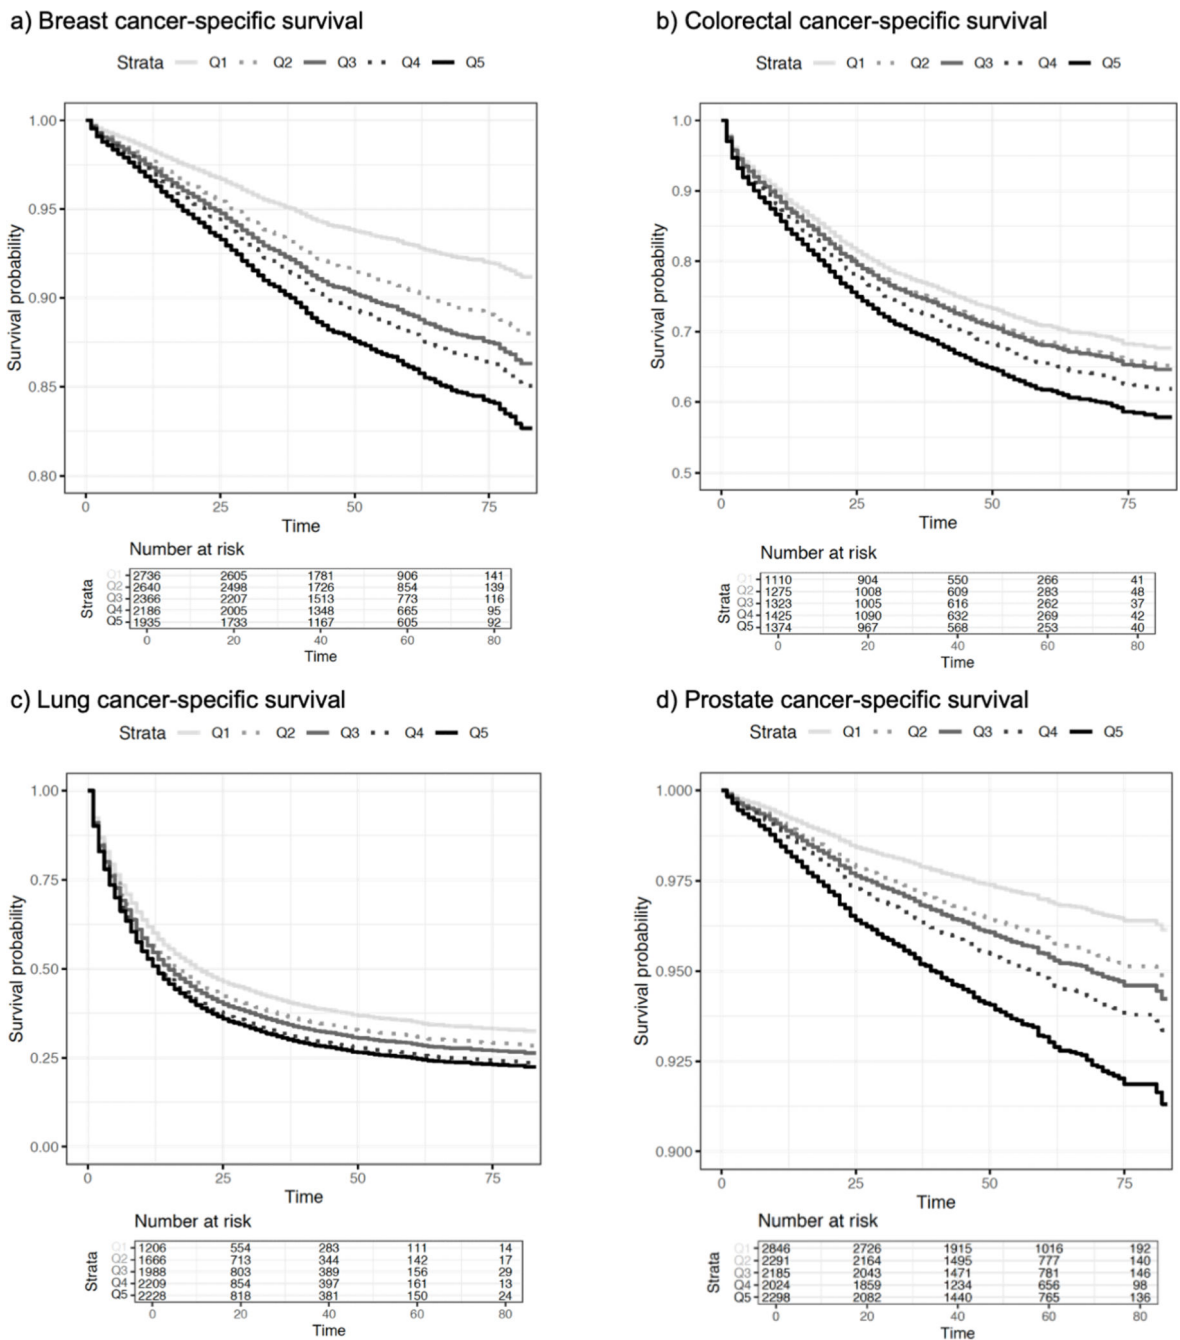 a) Breast cancer-specific survival
Strata Q1 Q2 Q3 Q4 Q5
1.00
0.95
0.90
0.85
0.80
Survival probability
0 25 50 75
Time
Number at risk
Q1 2736 2605 1781 906 141
Q2 2640 2498 1726 854 139
Q3 2366 2207 1513 773 116
Q4 2186 2005 1348 665 95
Q5 1935 1733 1167 605 92
Strata
0 20 40 60 80
Time
b) Colorectal cancer-specific survival
Strata Q1 Q2 Q3 Q4 Q5
1.0
0.9
0.8
0.7
0.6
0.5
Survival probability
0 25 50 75
Time
Number at risk
Q1 1110 904 550 266 41
Q2 1275 1008 609 283 48
Q3 1323 1005 616 262 37
Q4 1425 1090 632 269 42
Q5 1374 967 568 253 40
Strata
0 20 40 60 80
Time
c) Lung cancer-specific survival
Strata Q1 Q2 Q3 Q4 Q5
1.00
0.75
0.50
0.25
0.00
Survival probability
0 25 50 75
Time
Number at risk
Q1 1206 554 283 111 14
Q2 1666 713 344 142 17
Q3 1988 803 389 156 29
Q4 2209 854 397 161 13
Q5 2228 818 381 150 24
Strata
0 20 40 60 80
Time
d) Prostate cancer-specific survival
Strata Q1 Q2 Q3 Q4 Q5
1.000
0.975
0.950
0.925
0.900
Survival probability
0 25 50 75
Time
Number at risk
Q1 2846 2726 1915 1016 192
Q2 2291 2164 1495 777 140
Q3 2185 2043 1471 781 146
Q4 2024 1859 1234 656 98
Q5 2298 2082 1440 765 136
Strata
0 20 40 60 80
Time